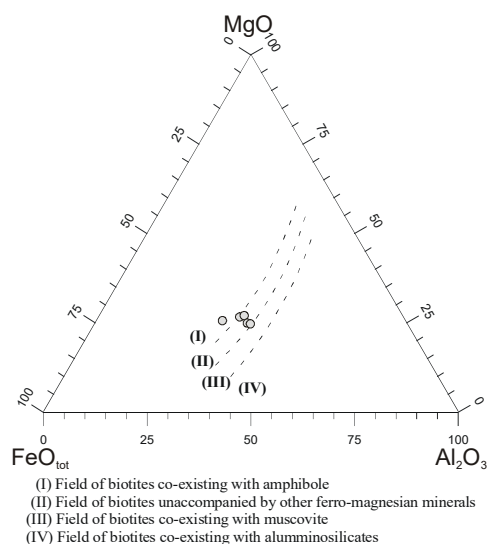 MgO
0 100
25 75
50 50
75 25
(I)
(II)
(III) (IV)
100 0
0 25 50 75 100
FeOtot Al2O3
(I) Field of biotites co-existing with amphibole
(II) Field of biotites unaccompanied by other ferro-magnesian minerals
(III) Field of biotites co-existing with muscovite
(IV) Field of biotites co-existing with alumminosilicates